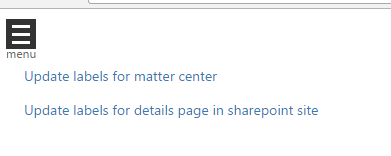 menu
Update labels for matter center
Update labels for details page in sharepoint site